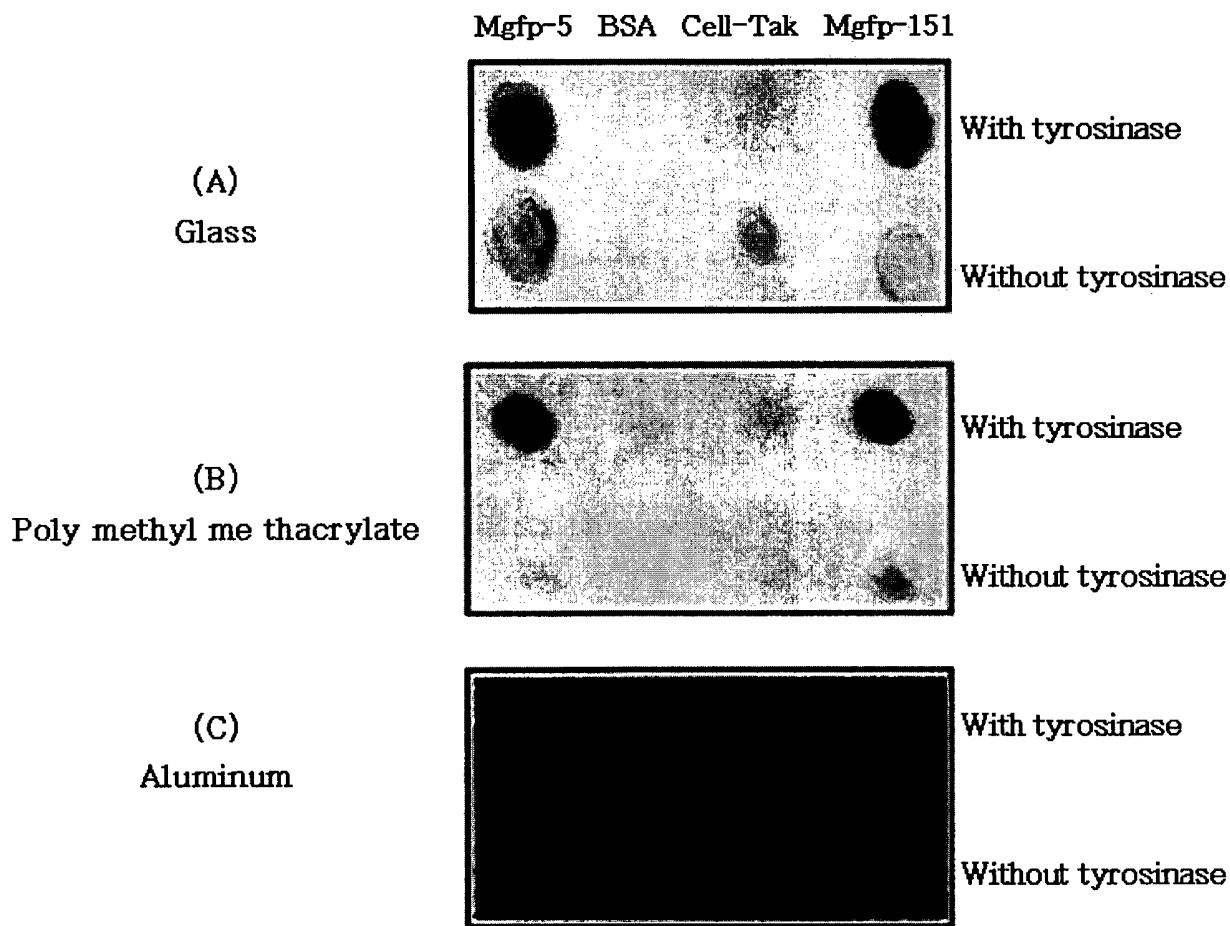 Mgfp-5 BSA Cell-Tak Mgfp-151
(A)
Glass
With tyrosinase
Without tyrosinase
(B)
Poly methyl me thacrylate
With tyrosinase
Without tyrosinase
(C)
Aluminum
With tyrosinase
Without tyrosinase